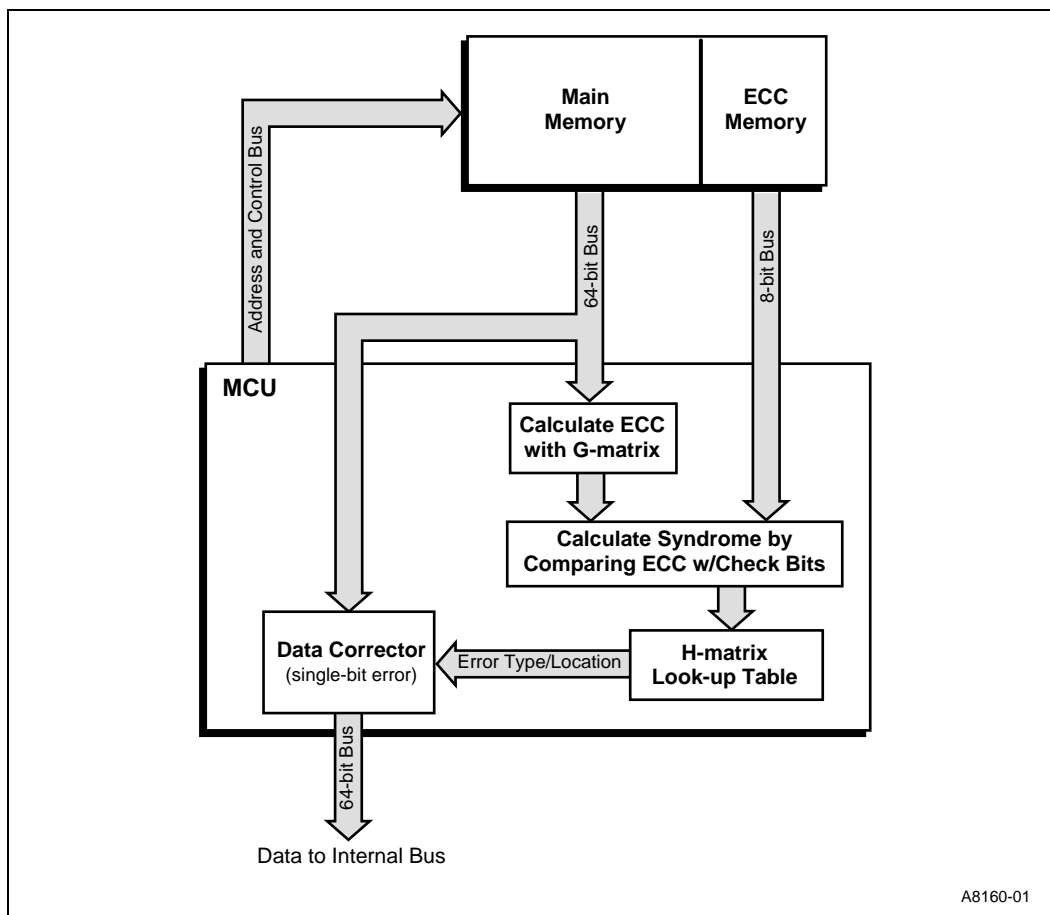 Main
Memory
ECC
Memory
Address and Control Bus
64-bit Bus
8-bit Bus
MCU
Calculate ECC
with G-matrix
Calculate Syndrome by
Comparing ECC w/Check Bits
Data Corrector
(single-bit error)
Error Type/Location
H-matrix
Look-up Table
64-bit Bus
Data to Internal Bus
A8160-01